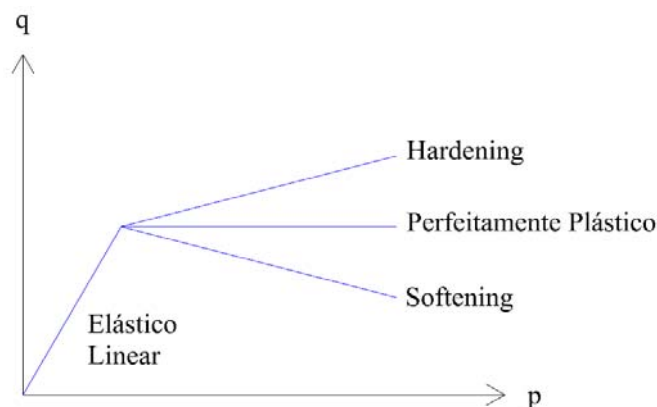 q
Hardening
Perfeitamente Plástico
Softening
Elástico
Linear
p